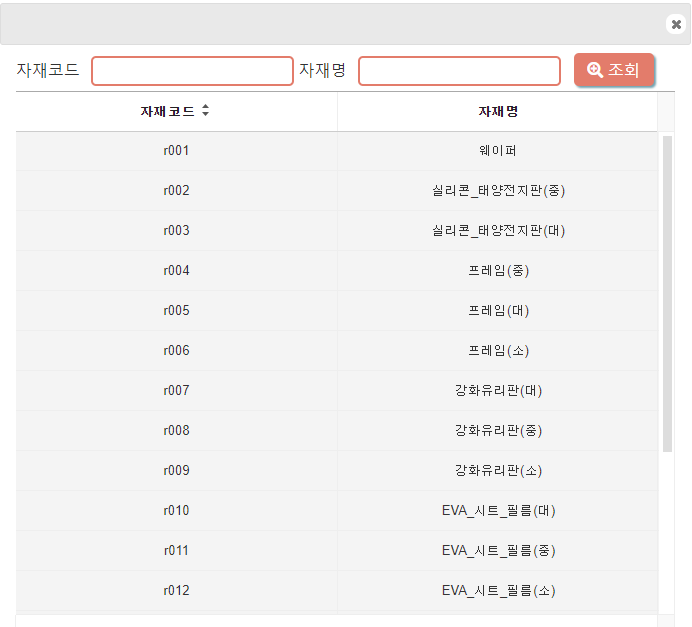 자재코드 자재명 조회
자재코드 자재명
r001 웨이퍼
r002 실리콘_태양전지판(중)
r003 실리콘_태양전지판(대)
r004 프레임(중)
r005 프레임(대)
r006 프레임(소)
r007 강화유리판(대)
r008 강화유리판(중)
r009 강화유리판(소)
r010 EVA_시트_필름(대)
r011 EVA_시트_필름(중)
r012 EVA_시트_필름(소)